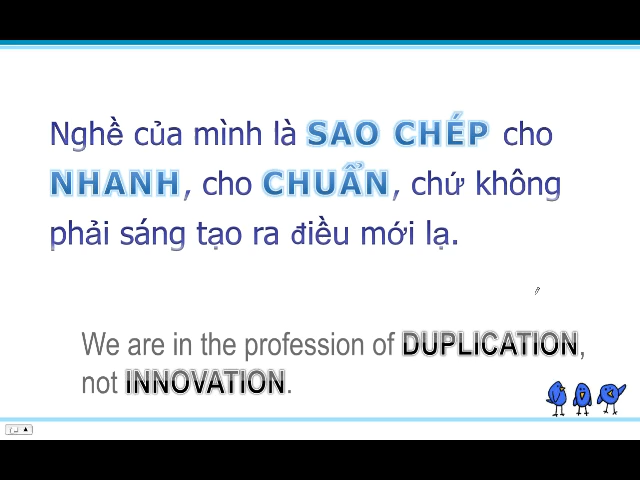 Nghề của mình là SAO CHÉP cho
NHANH, cho CHUẨN, chứ không
phải sáng tạo ra điều mới lạ.
We are in the profession of DUPLICATION,
not INNOVATION.